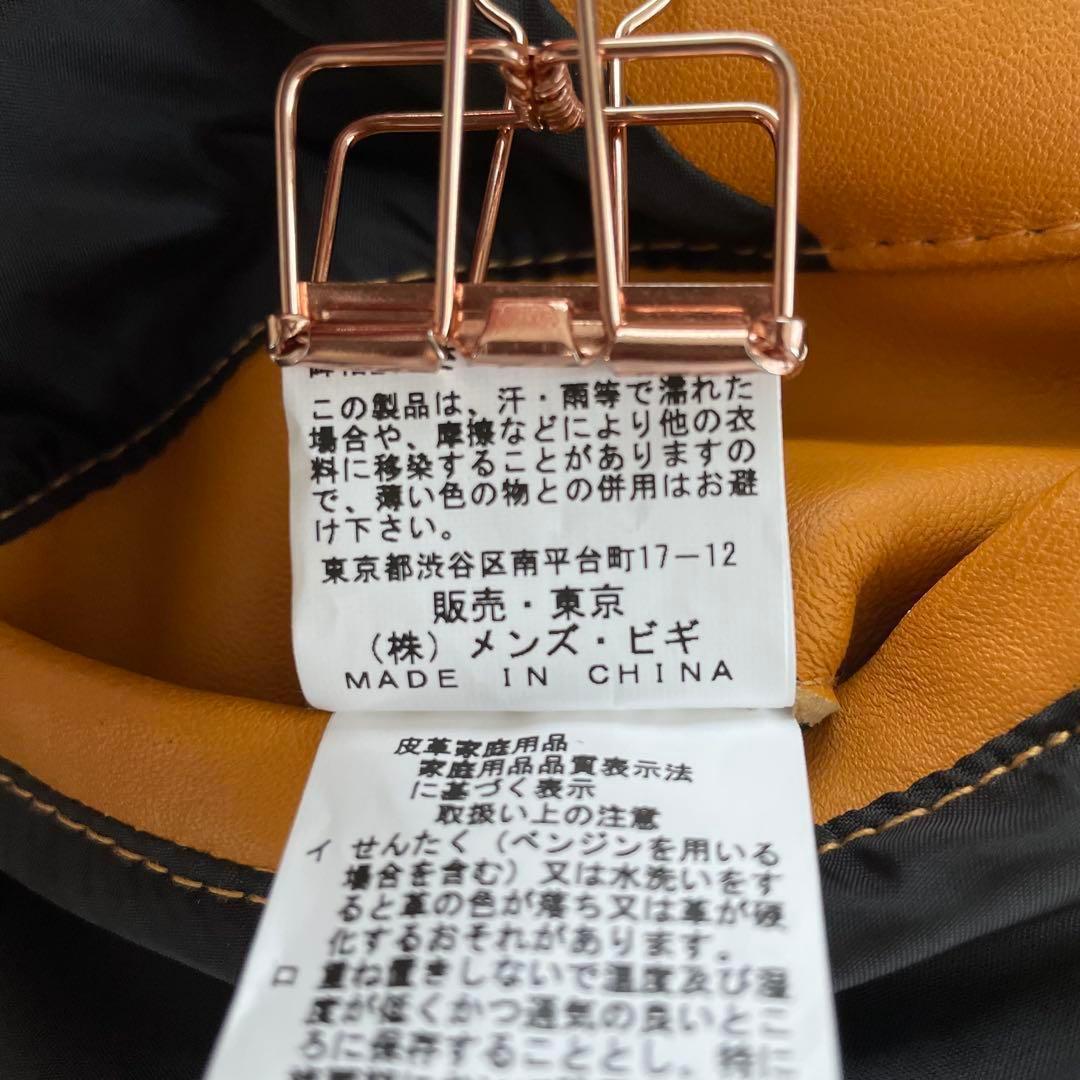 この製品は、汗・雨等で濡れた
場合や、摩擦などにより他の衣
料に移染することがありますの
で、薄い色の物との併用はお避
け下さい。
東京都渋谷区南平台町17－12
販売・東京
（株）メンズ・ビギ
MADE IN CHINA
皮革家庭用品
家庭用品品質表示法
に基づく表示
取扱い上の注意
イ せんたく（ベンジンを用いる
場合を含む）又は水洗いをす
ると革の色が落ち又は革が硬
化するおそれがあります。
ロ 重ね置きしないで温度及び湿
度が低くかつ通気の良いとこ
ろに保存することとし、特に